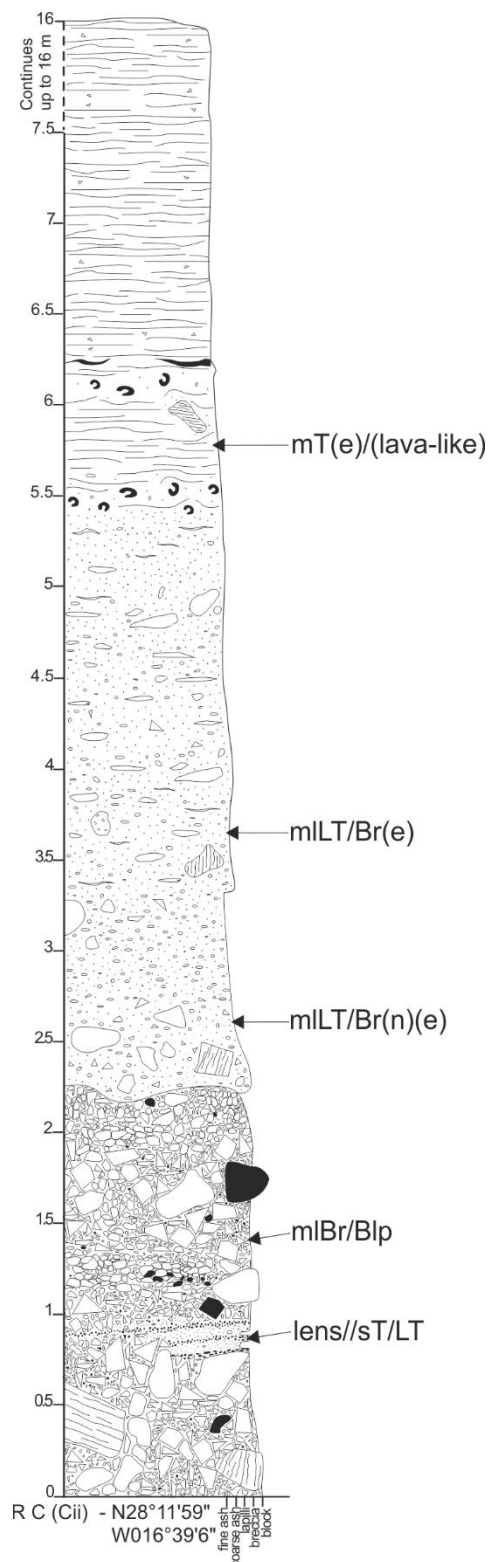 16
Continues
up to 16 m
7.5
7
6.5
6
mT(e)/(lava-like)
5.5
5
4.5
4
mlLT/Br(e)
3.5
3
mlLT/Br(n)(e)
2.5
2
1.5
mlBr/Blp
1
lens//sT/LT
0.5
0
R C (Cii) - N28°11'59"
W016°39'6"
fine ash
oarse ash
lapilli
breccia
block